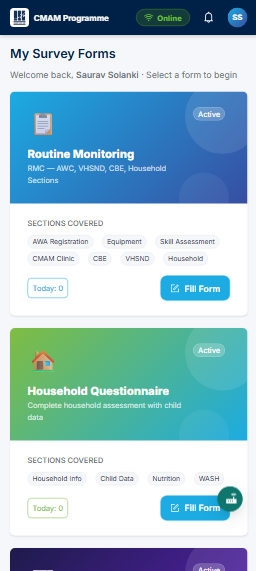 CMAM Programme
Online
SS
My Survey Forms
Welcome back, Saurav Solanki · Select a form to begin
Active
Routine Monitoring
RMC — AWC, VHSND, CBE, Household
Sections
SECTIONS COVERED
AWA Registration Equipment Skill Assessment
CMAM Clinic CBE VHSND Household
Today: 0
Fill Form
Active
Household Questionnaire
Complete household assessment with child
data
SECTIONS COVERED
Household info Child Data Nutrition WASH
Today: 0
Fill Form
Active